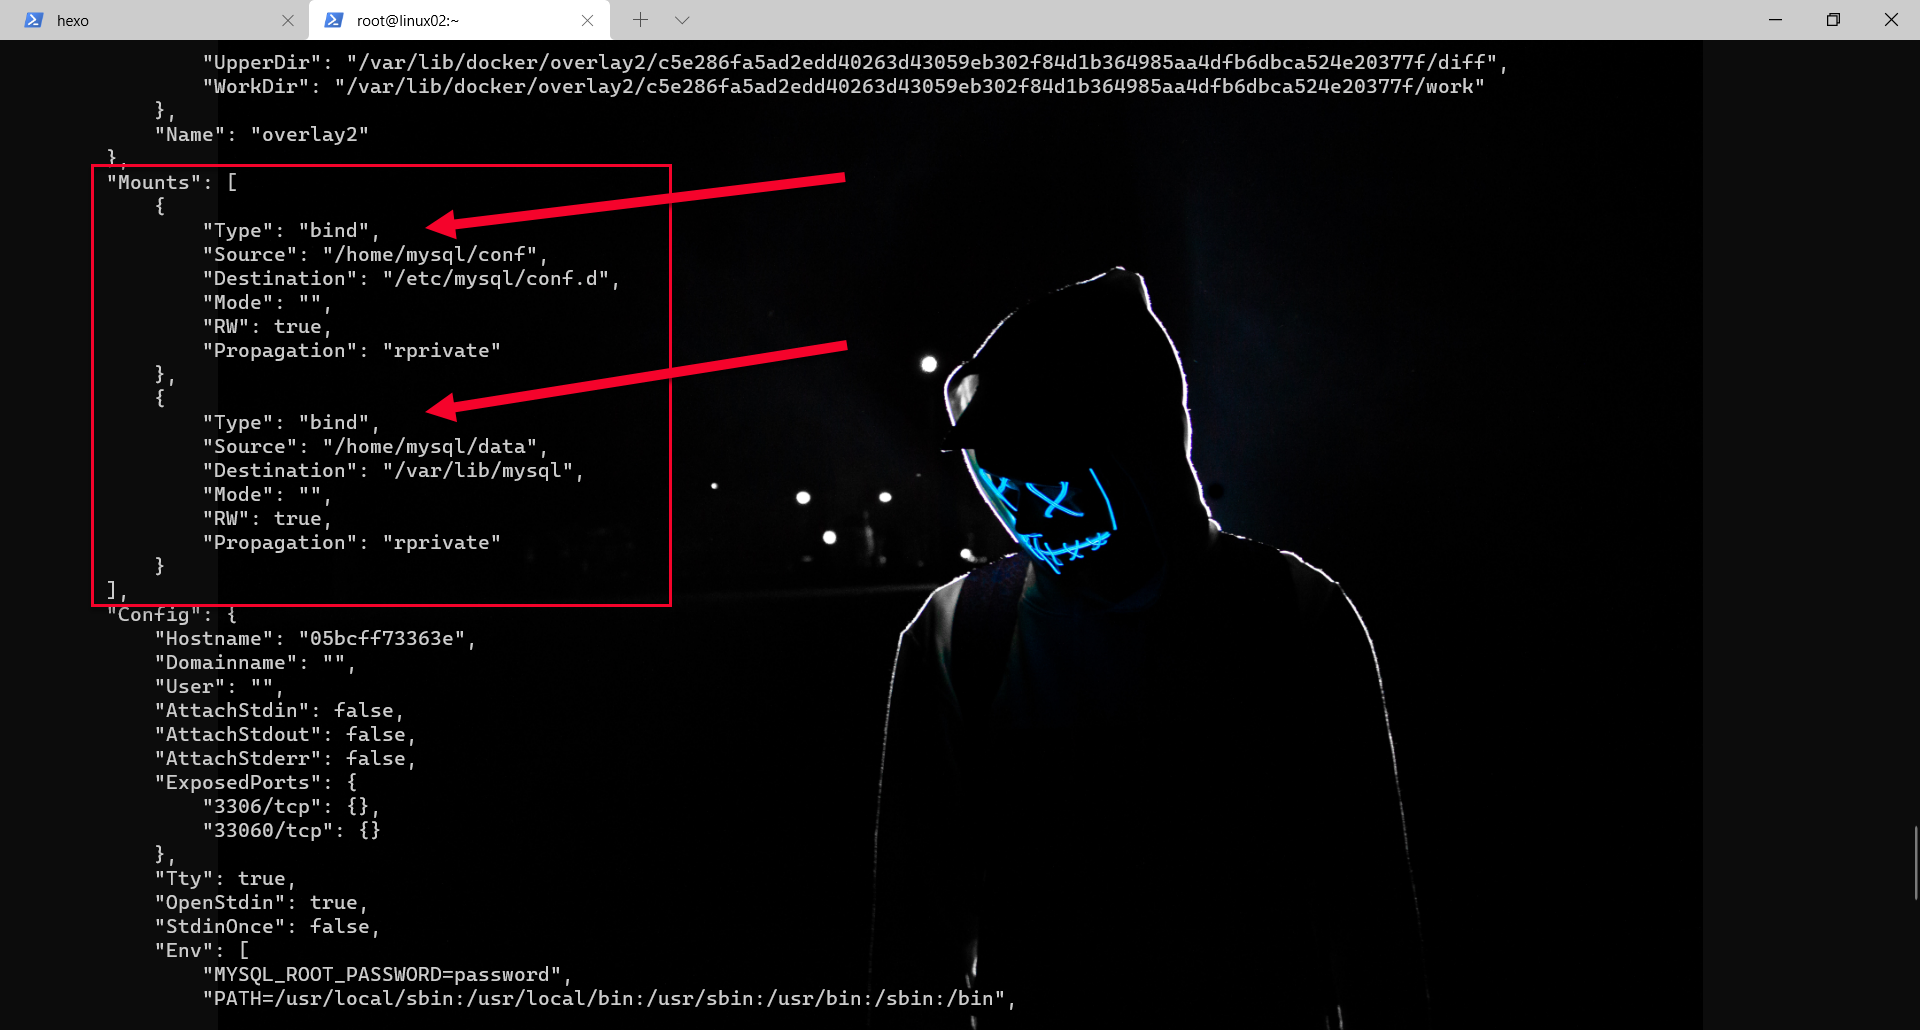 hexo
root@linux02:~
"UpperDir": "/var/lib/docker/overlay2/c5e286fa5ad2edd40263d43059eb302f84d1b364985aa4dfb6dbca524e20377f/diff",
"WorkDir": "/var/lib/docker/overlay2/c5e286fa5ad2edd40263d43059eb302f84d1b364985aa4dfb6dbca524e20377f/work"
},
"Name": "overlay2"
},
"Mounts": [
{
"Type": "bind",
"Source": "/home/mysql/conf",
"Destination": "/etc/mysql/conf.d",
"Mode": "",
"RW": true,
"Propagation": "rprivate"
},
{
"Type": "bind",
"Source": "/home/mysql/data",
"Destination": "/var/lib/mysql",
"Mode": "",
"RW": true,
"Propagation": "rprivate"
}
],
"Config": {
"Hostname": "05bcff73363e",
"Domainname": "",
"User": "",
"AttachStdin": false,
"AttachStdout": false,
"AttachStderr": false,
"ExposedPorts": {
"3306/tcp": {},
"33060/tcp": {}
},
"Tty": true,
"OpenStdin": true,
"StdinOnce": false,
"Env": [
"MYSQL_ROOT_PASSWORD=password",
"PATH=/usr/local/sbin:/usr/local/bin:/usr/sbin:/usr/bin:/sbin:/bin",